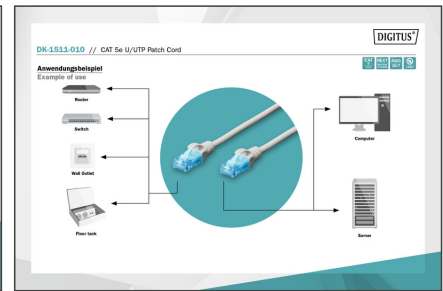 DIGITUS®
DK-1511-010 // CAT 5e U/UTP Patch Cord
Anwendungsbeispiel
Example of use
Router
Switch
Wall Outlet
Floor tank
Computer
Server